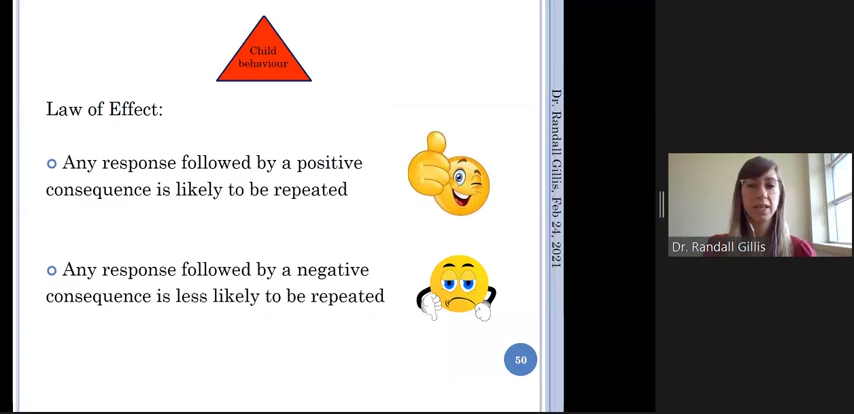 Child
behaviour
Law of Effect:
Any response followed by a positive
consequence is likely to be repeated
Any response followed by a negative
consequence is less likely to be repeated
50
Dr. Randall Gillis, Feb 24, 2021
Dr. Randall Gillis